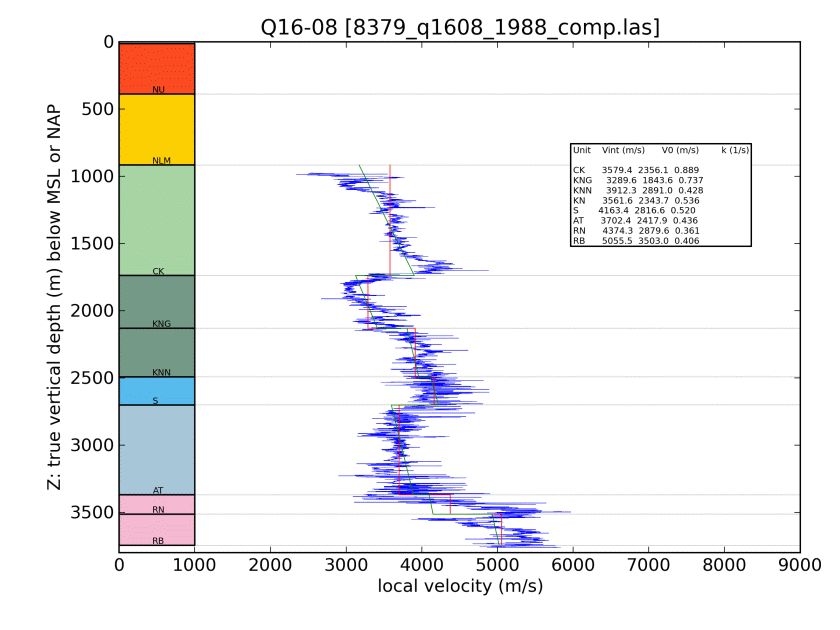 Q16-08 [8379_q1608_1988_comp.las]
Z: true vertical depth (m) below MSL or NAP
0
500
1000
1500
2000
2500
3000
3500
NU
NLM
CK
KNG
KNN
S
AT
RN
RB
Unit Vint (m/s) V0 (m/s) k (1/s)
CK 3579.4 2356.1 0.889
KNG 3289.6 1843.6 0.737
KNN 3912.3 2891.0 0.428
KN 3561.6 2343.7 0.536
S 4163.4 2816.6 0.520
AT 3702.4 2417.9 0.436
RN 4374.3 2879.6 0.361
RB 5055.5 3503.0 0.406
0 1000 2000 3000 4000 5000 6000 7000 8000 9000
local velocity (m/s)